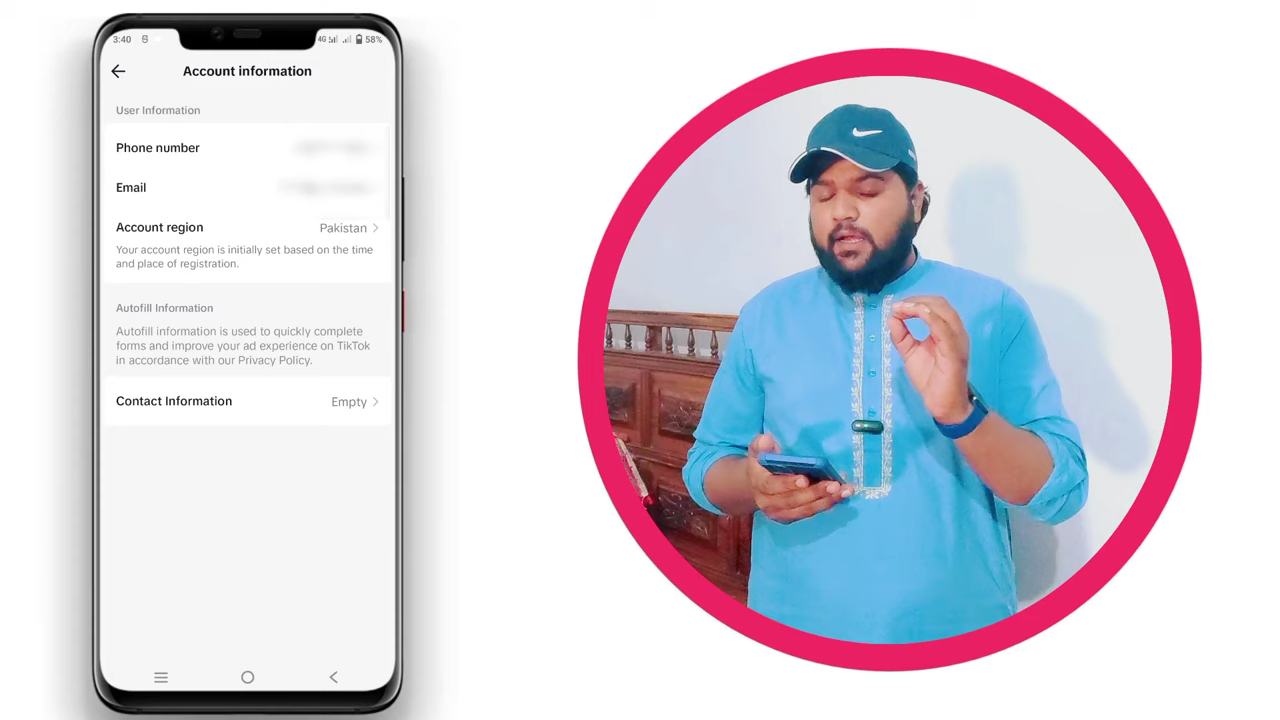 3:40
4G
58%
Account information
User Information
Phone number
Email
Account region
Pakistan
Your account region is initially set based on the time
and place of registration.
Autofill Information
Autofill information is used to quickly complete
forms and improve your ad experience on TikTok
in accordance with our Privacy Policy.
Contact Information
Empty